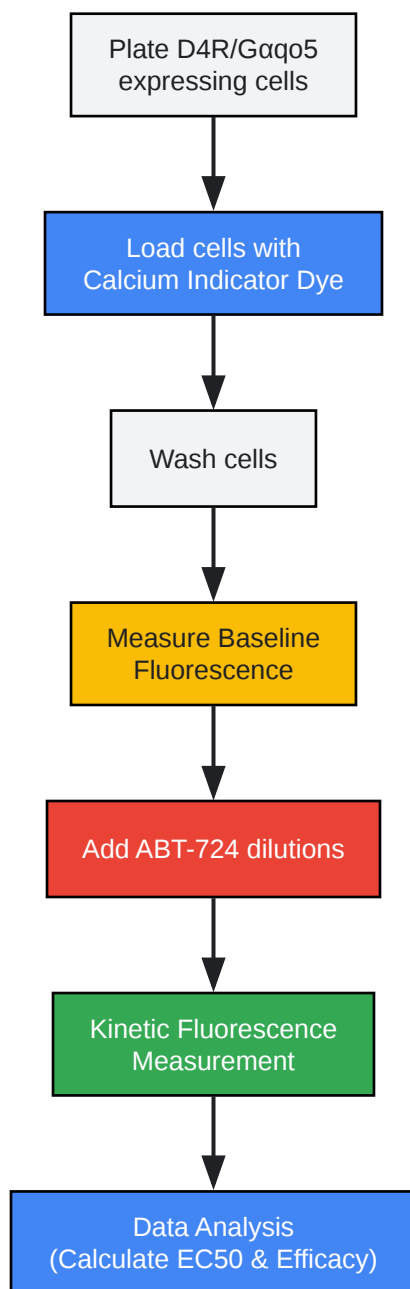 Plate D4R/Gαqo5
expressing cells
Load cells with
Calcium Indicator Dye
Wash cells
Measure Baseline
Fluorescence
Add ABT-724 dilutions
Kinetic Fluorescence
Measurement
Data Analysis
(Calculate EC50 & Efficacy)